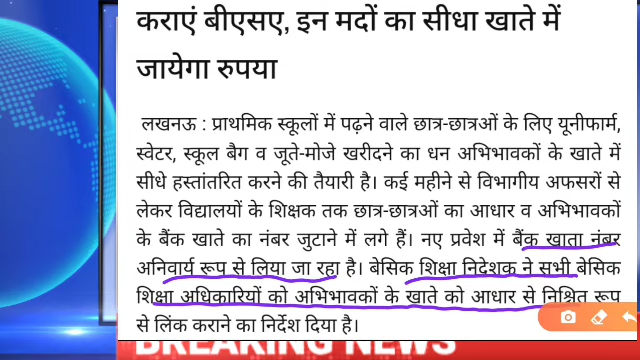 कराएं बीएसए, इन मदों का सीधा खाते में
जायेगा रुपया
लखनऊ : प्राथमिक स्कूलों में पढ़ने वाले छात्र-छात्रओं के लिए यूनीफार्म,
स्वेटर, स्कूल बैग व जूते-मोजे खरीदने का धन अभिभावकों के खाते में
सीधे हस्तांतरित करने की तैयारी है। कई महीने से विभागीय अफसरों से
लेकर विद्यालयों के शिक्षक तक छात्र-छात्रओं का आधार व अभिभावकों
के बैंक खाते का नंबर जुटाने में लगे हैं। नए प्रवेश में बैंक खाता नंबर
अनिवार्य रूप से लिया जा रहा है। बेसिक शिक्षा निदेशक ने सभी बेसिक
शिक्षा अधिकारियों को अभिभावकों के खाते को आधार से निश्चित रूप
से लिंक कराने का निर्देश दिया है।
BREAKING NEWS